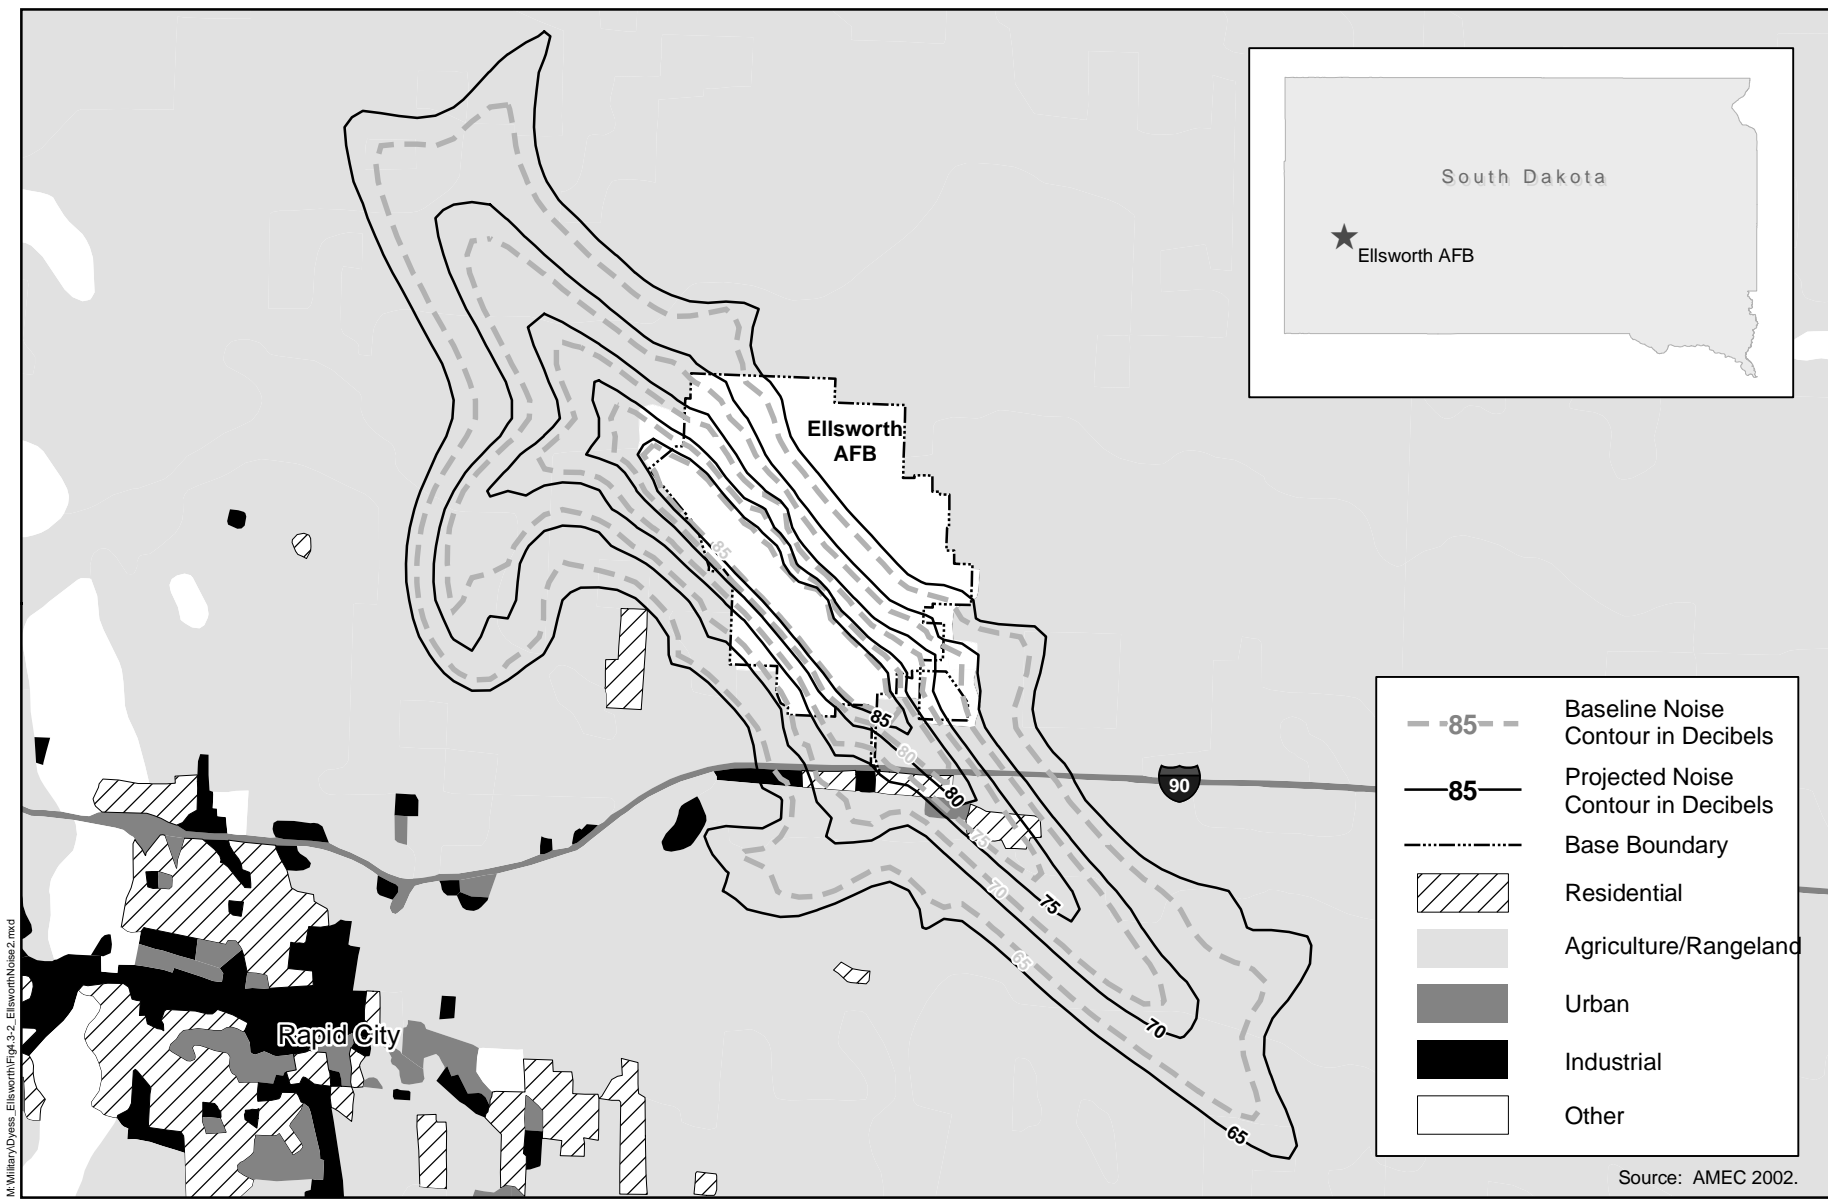 South Dakota
Ellsworth AFB
Ellsworth
AFB
85
85
80
80
75
75
70
70
65
65
90
Rapid City
85
Baseline Noise
Contour in Decibels
85
Projected Noise
Contour in Decibels
Base Boundary
Residential
Agriculture/Rangeland
Urban
Industrial
Other
Source: AMEC 2002.
M:\Military\Dyess_Ellsworth\Fig4.3-2_EllsworthNoise2.mxd